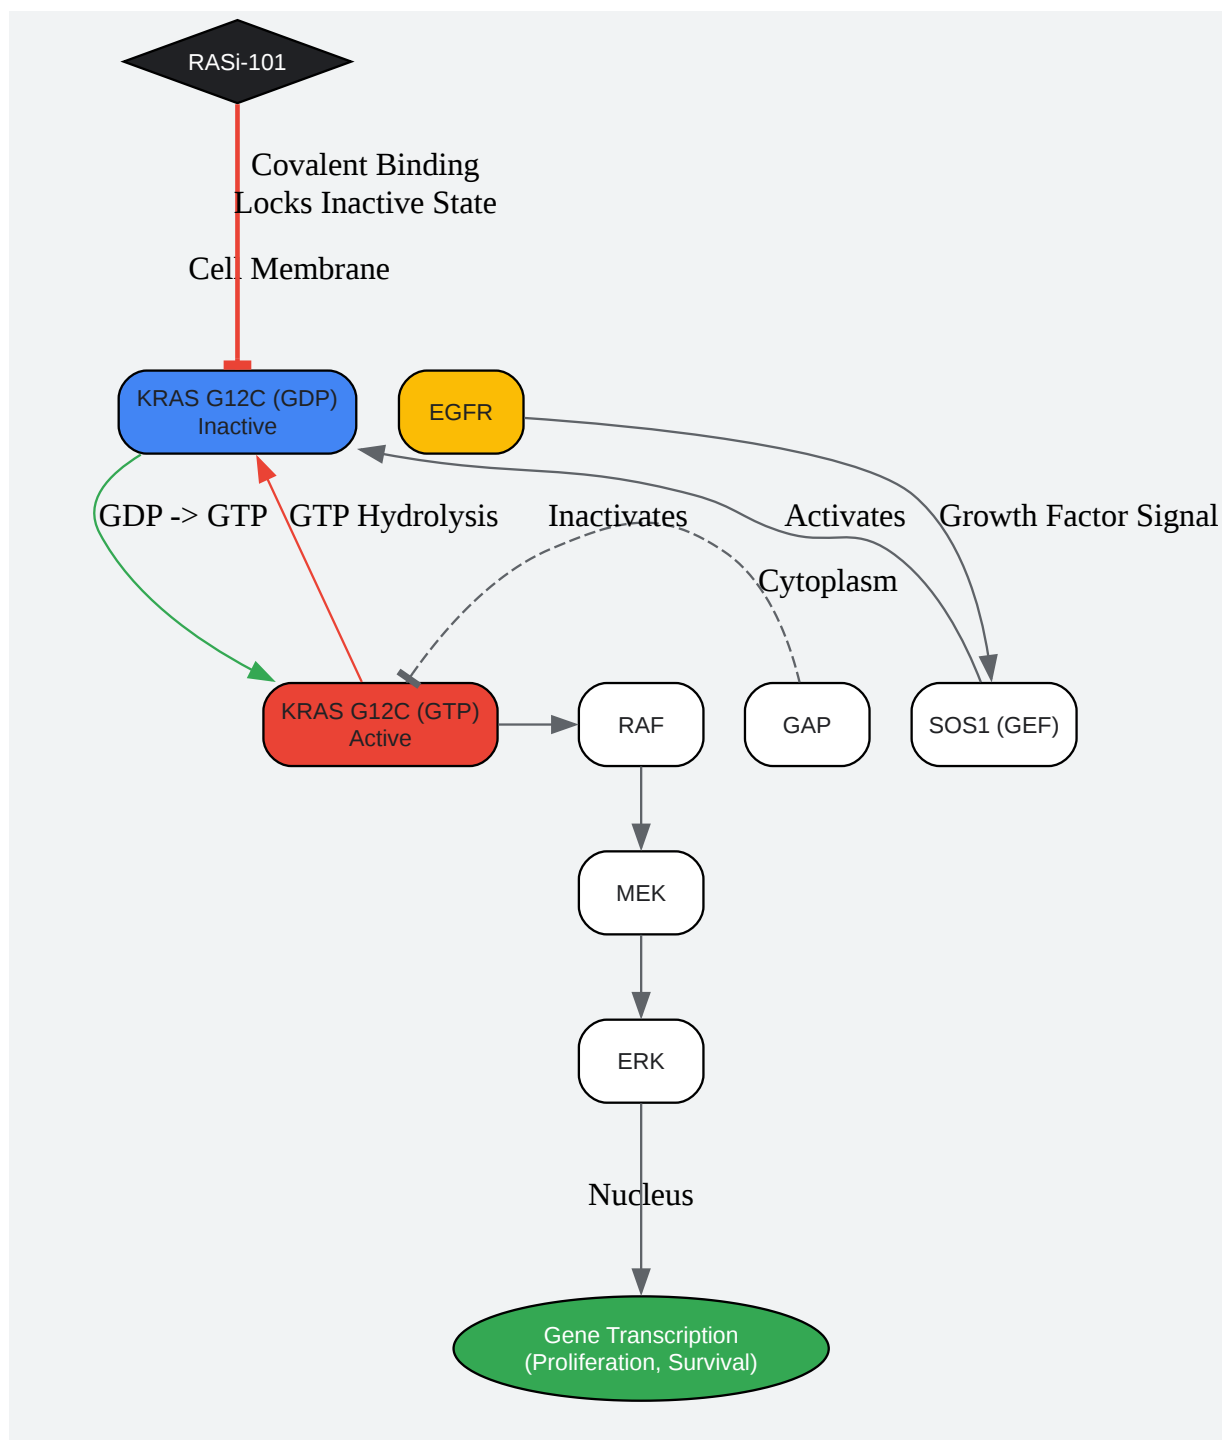 RASi-101
Covalent Binding
Locks Inactive State
Cell Membrane
KRAS G12C (GDP)
Inactive
EGFR
GDP -> GTP
GTP Hydrolysis
Inactivates
Activates
Growth Factor Signal
Cytoplasm
KRAS G12C (GTP)
Active
RAF
GAP
SOS1 (GEF)
MEK
ERK
Nucleus
Gene Transcription
(Proliferation, Survival)